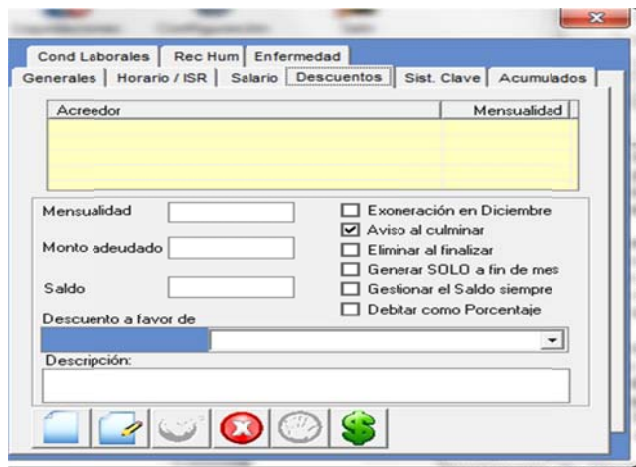 Cond Laborales Rec Hum Enfermedad
Generales Horario / ISR Salario Descuentos Sist. Clave Acumulados
Acreedor Mensualidad
Mensualidad
Exoneración en Diciembre
Aviso al culminar
Monto adeudado
Eliminar al finalizar
Generar SOLO a fin de mes
Saldo
Gestionar el Saldo siempre
Debtar como Porcentaje
Descuento a favor de
Descripción: